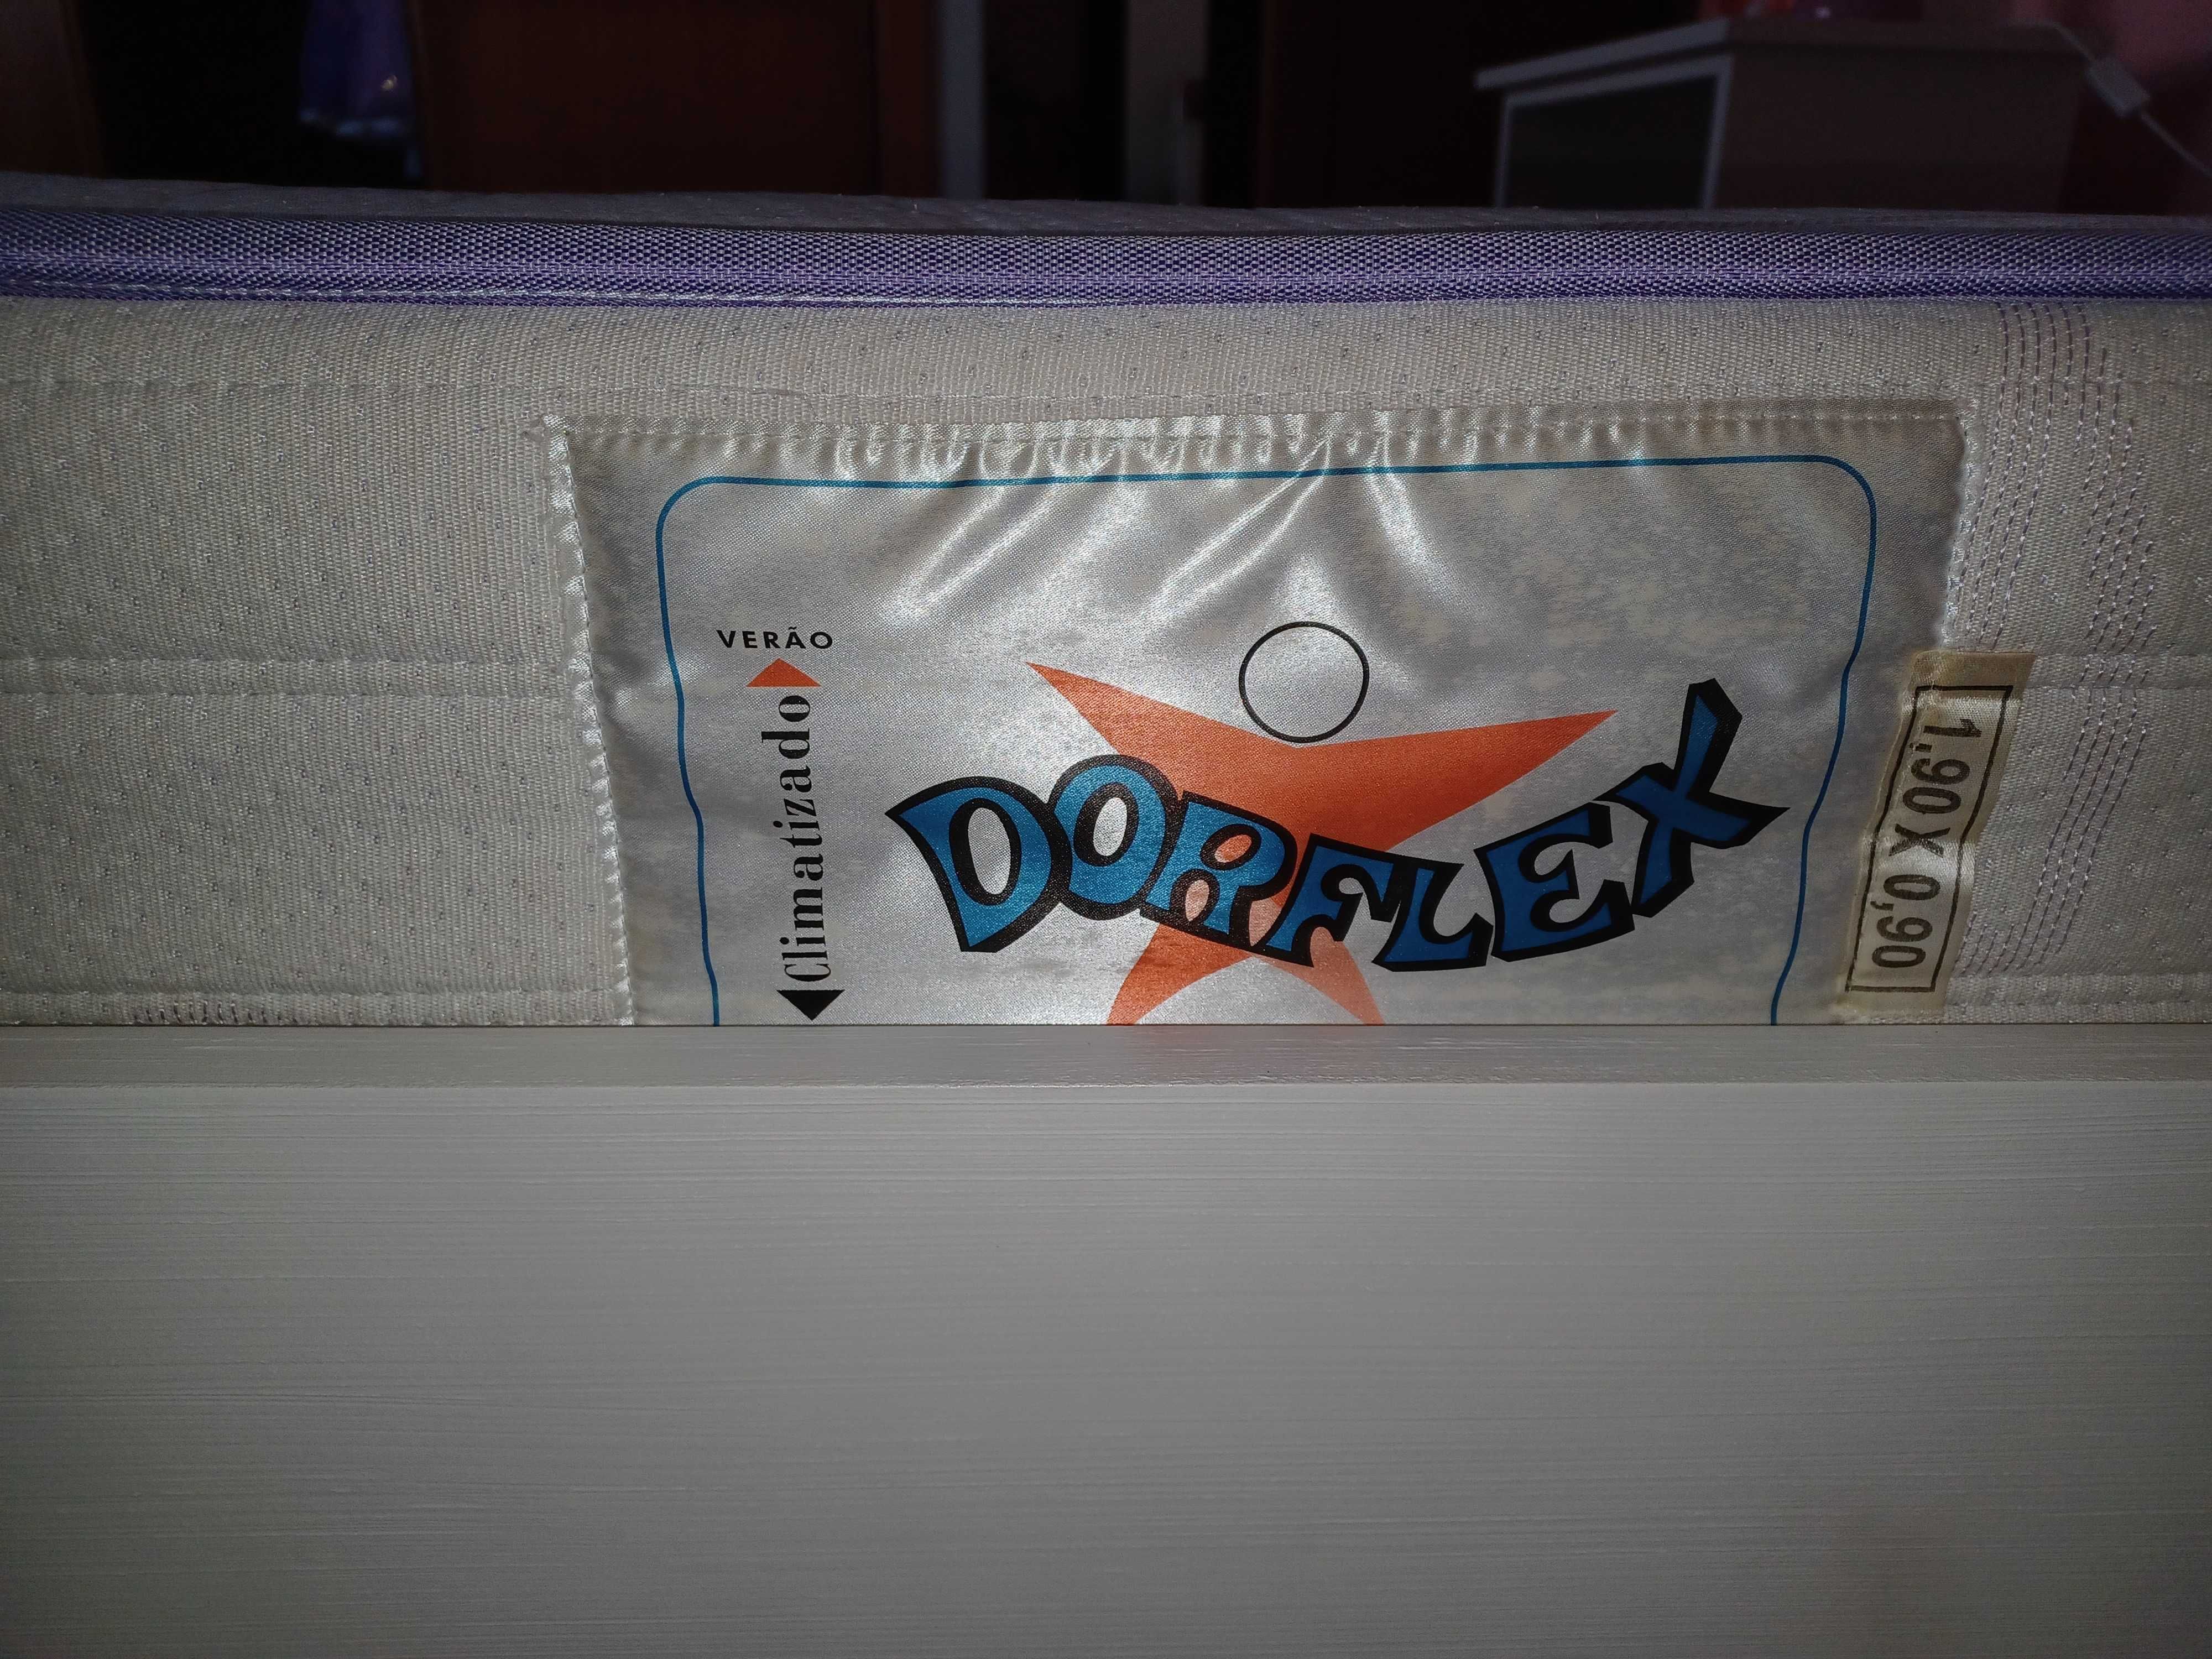 VERÃO
Climatizado
DORFLEX
1,90 X 0,90